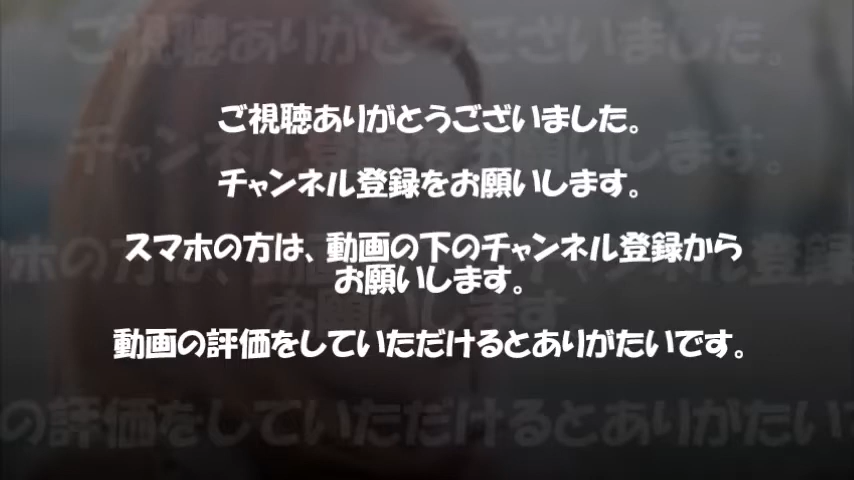 ご視聴ありがとうございました。
チャンネル登録をお願いします。
スマホの方は、動画の下のチャンネル登録から
お願いします。
動画の評価をしていただけるとありがたいです。